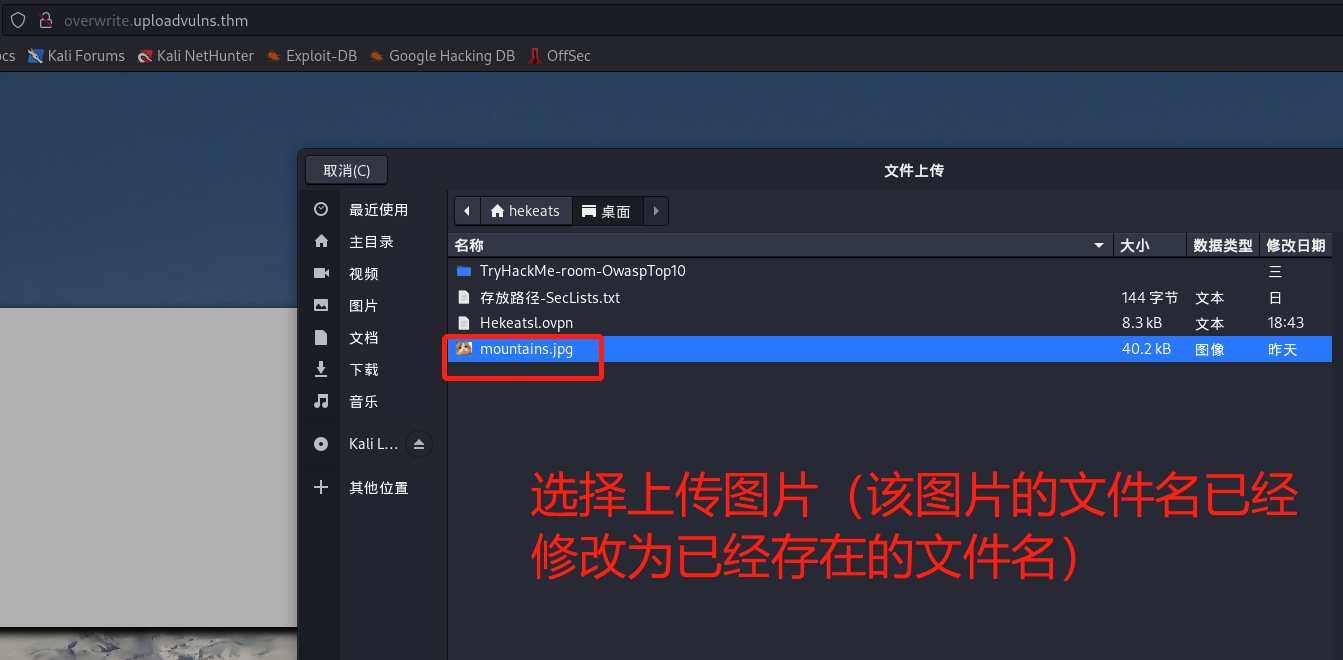 overwrite.uploadvulns.thm
ocs Kali Forums Kali NetHunter Exploit-DB Google Hacking DB OffSec
取消(C) 文件上传
最近使用
主目录
视频
图片
文档
下载
音乐
Kali L...
其他位置
hekeats 桌面
名称 大小 数据类型 修改日期
TryHackMe-room-OwaspTop10 三
存放路径-SecLists.txt 144 字节 文本 日
Hekeatsl.ovpn 8.3 kB 文本 18:43
mountains.jpg 40.2 kB 图像 昨天
选择上传图片（该图片的文件名已经
修改为已经存在的文件名）